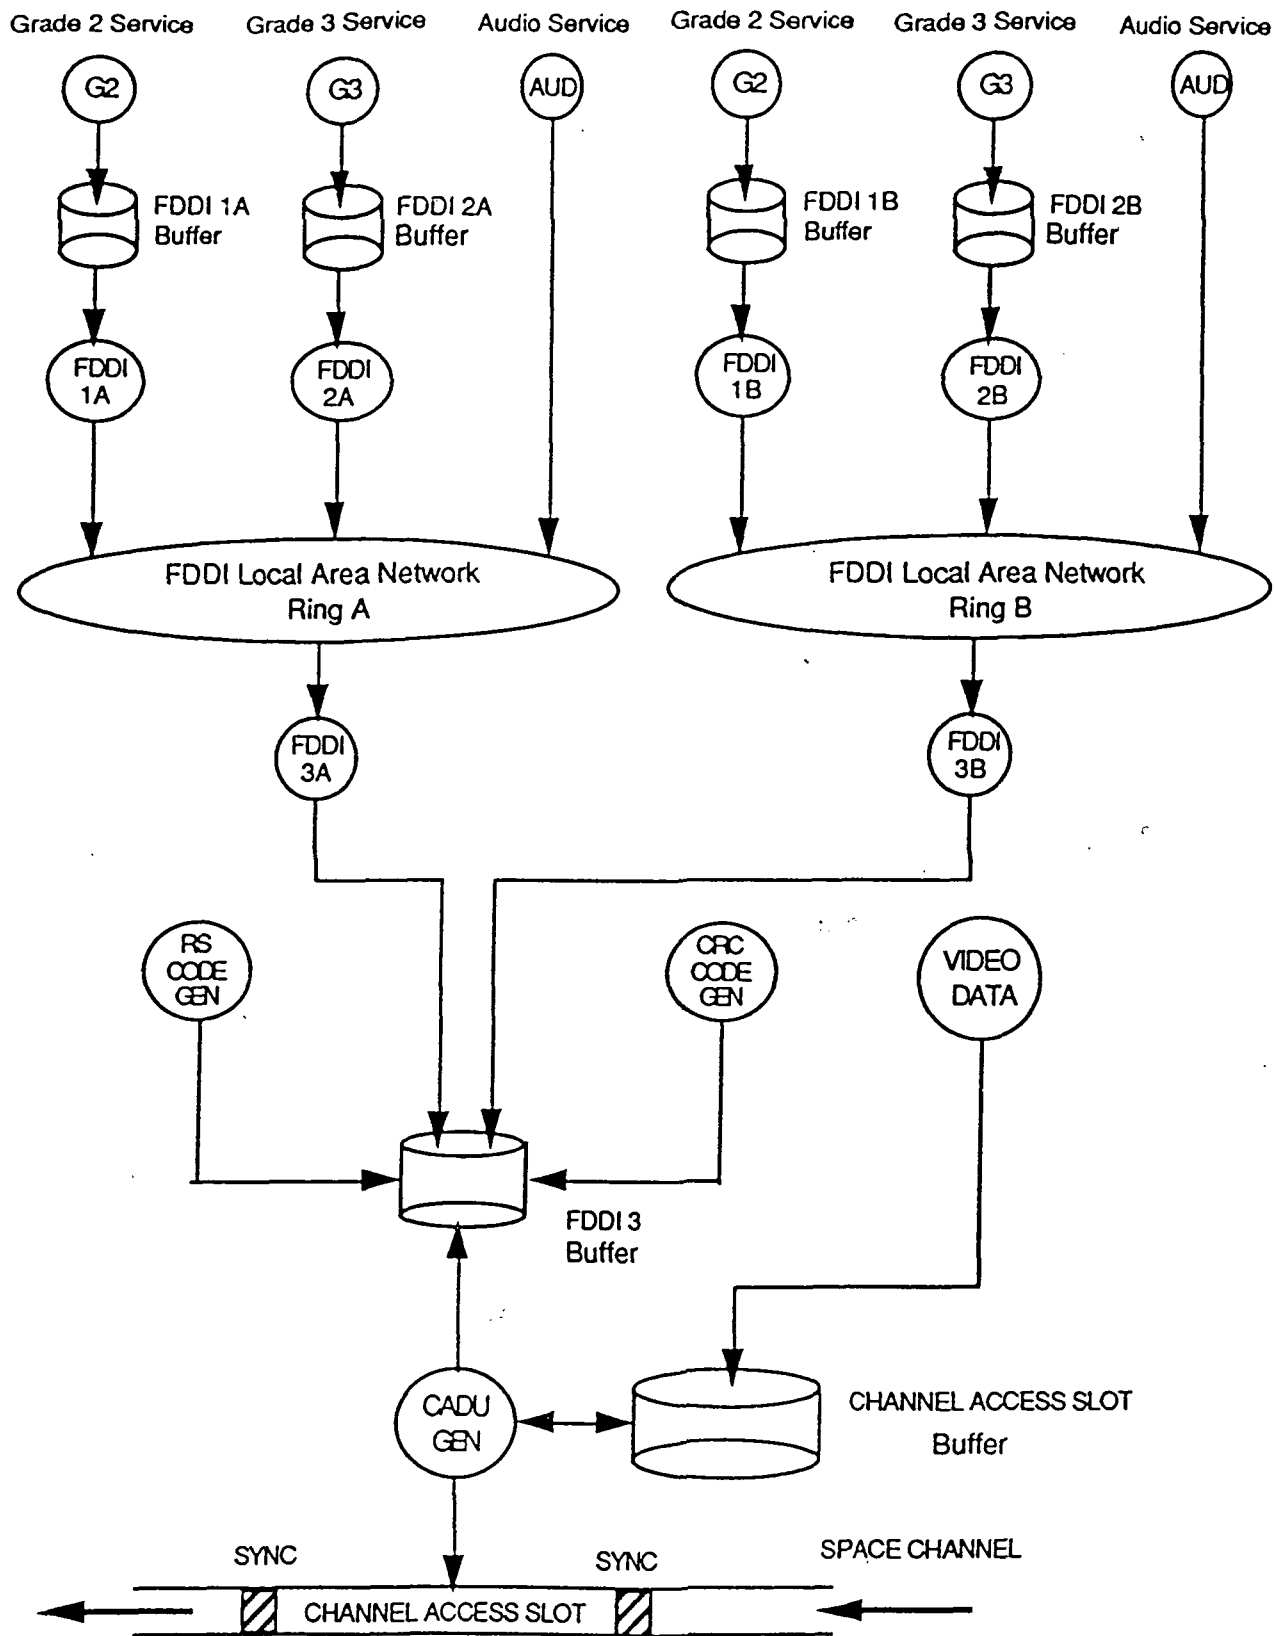 Grade 2 Service
Grade 3 Service
Audio Service
Grade 2 Service
Grade 3 Service
Audio Service
G2
G3
AUD
G2
G3
AUD
FDDI 1A
Buffer
FDDI 2A
Buffer
FDDI 1B
Buffer
FDDI 2B
Buffer
FDDI
1A
FDDI
2A
FDDI
1B
FDDI
2B
FDDI Local Area Network
Ring A
FDDI Local Area Network
Ring B
FDDI
3A
FDDI
3B
RS
CODE
GEN
CRC
CODE
GEN
VIDEO
DATA
FDDI 3
Buffer
CADU
GEN
CHANNEL ACCESS SLOT
Buffer
SYNC
SYNC
SPACE CHANNEL
CHANNEL ACCESS SLOT